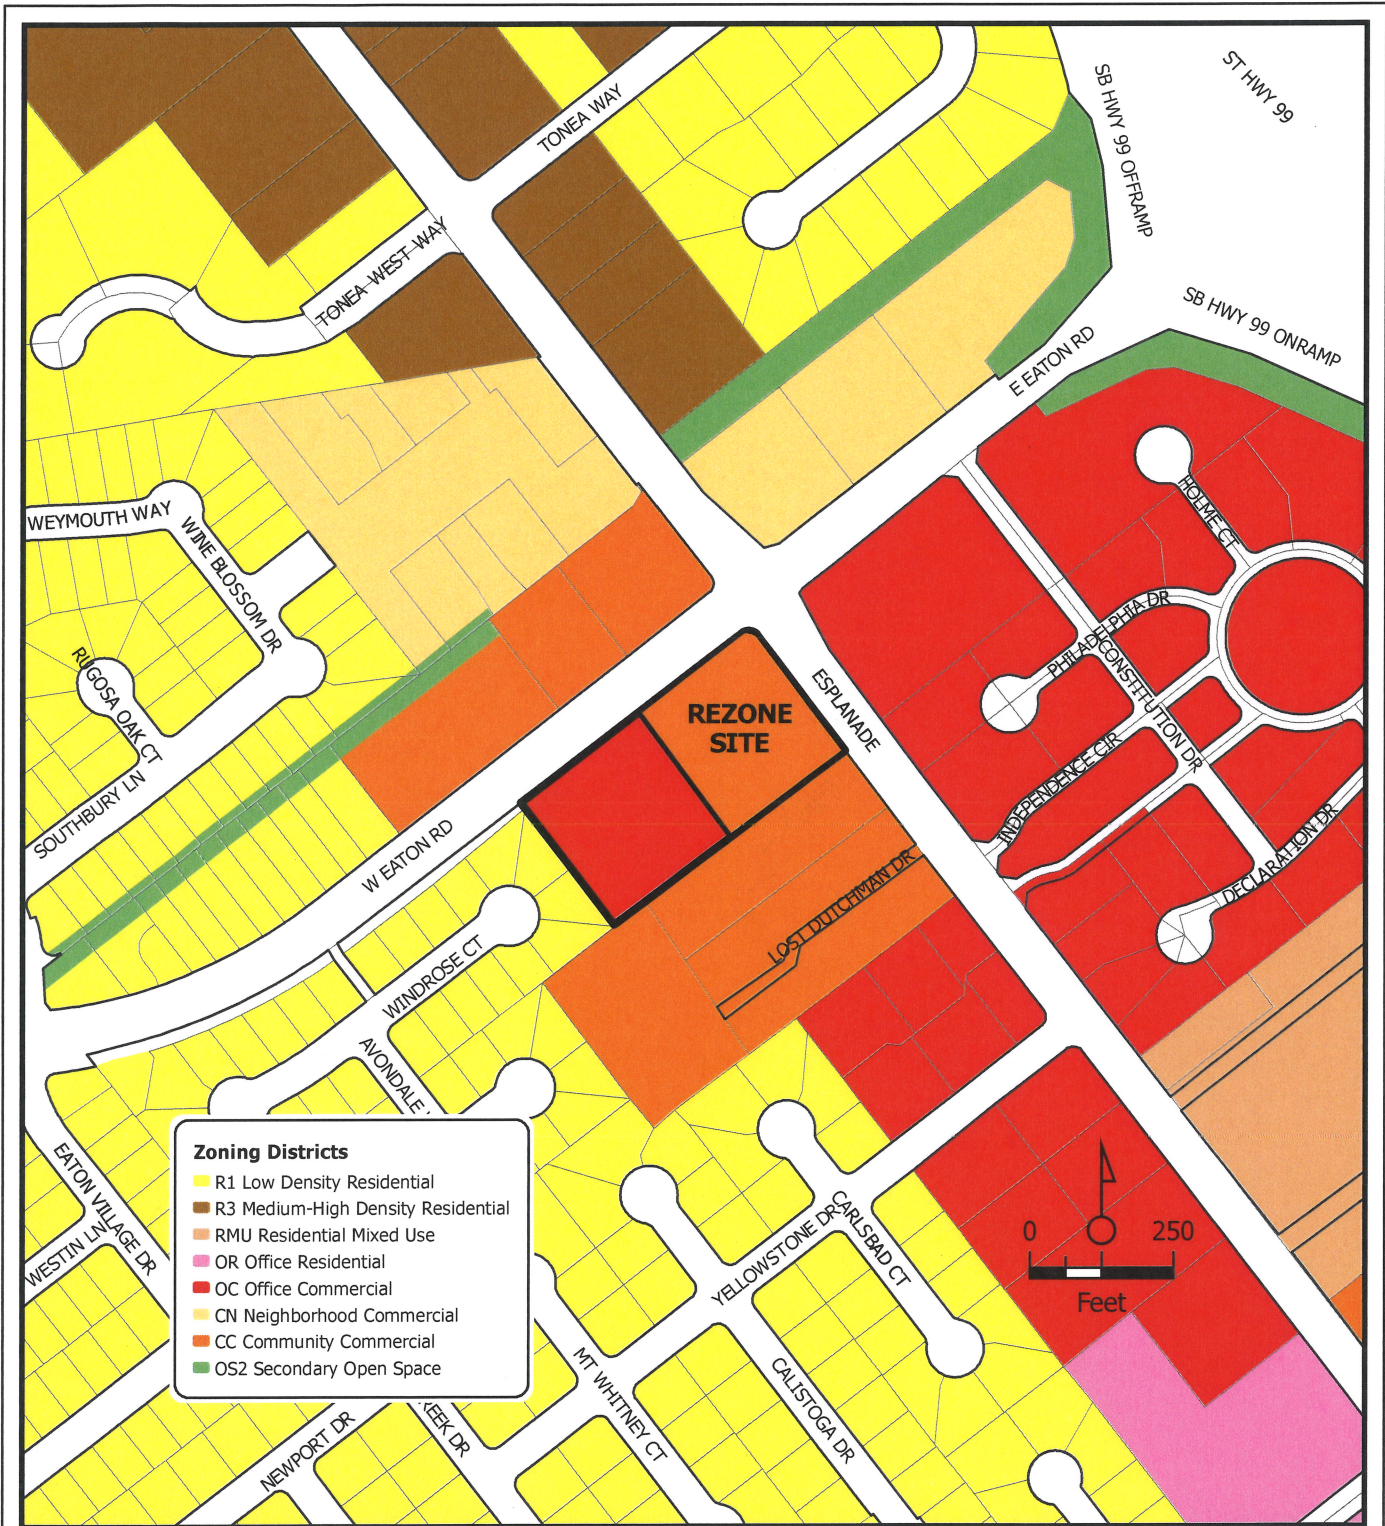 ST HWY 99
SB HWY 99 OFFRAMP
TONEA WAY
TONEA WEST WAY
SB HWY 99 ONRAMP
E EATON RD
HOLME CT
WEYMOUTH WAY
WINE BLOSSOM DR
PHILADELPHIA DR
RUGOSA OAK CT
CONSTITUTION DR
ESPLANADE
REZONE
SITE
INDEPENDENCE CIR
SOUTHBURY LN
W EATON RD
DECLARATION DR
LOST DUTCHMAN DR
WINDROSE CT
AVONDALE
EATON VILLAGE DR
WESTIN LN
Zoning Districts
R1 Low Density Residential
R3 Medium-High Density Residential
RMU Residential Mixed Use
OR Office Residential
OC Office Commercial
CN Neighborhood Commercial
CC Community Commercial
OS2 Secondary Open Space
YELLOWSTONE DR
CARLSBAD CT
0 250
Feet
MT WHITNEY CT
CALISTOGA DR
REEK DR
NEWPORT DR